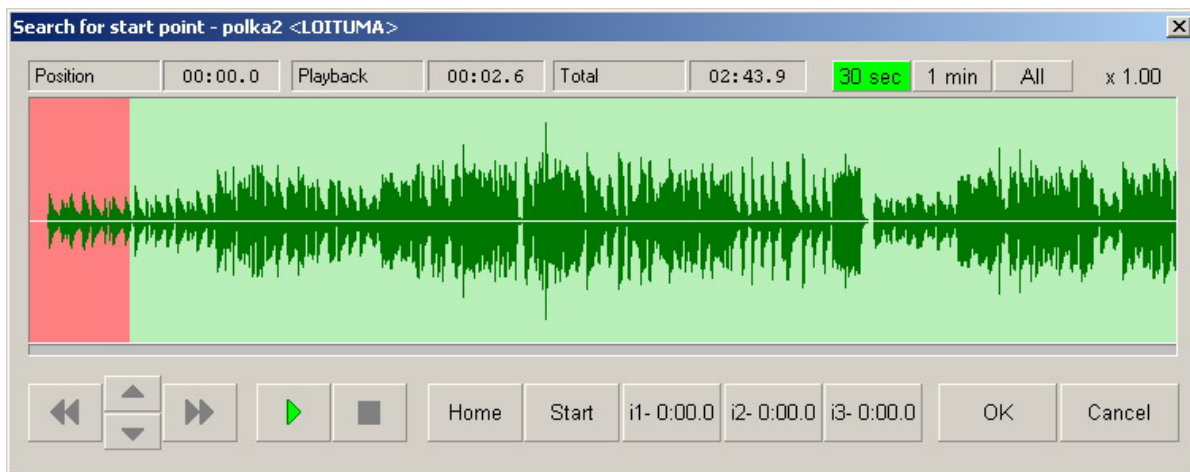 Search for start point - polka2 <LOITUMA>
Position 00:00.0 Playback 00:02.6 Total 02:43.9 30 sec 1 min All x 1.00
Home Start i1- 0:00.0 i2- 0:00.0 i3- 0:00.0 OK Cancel